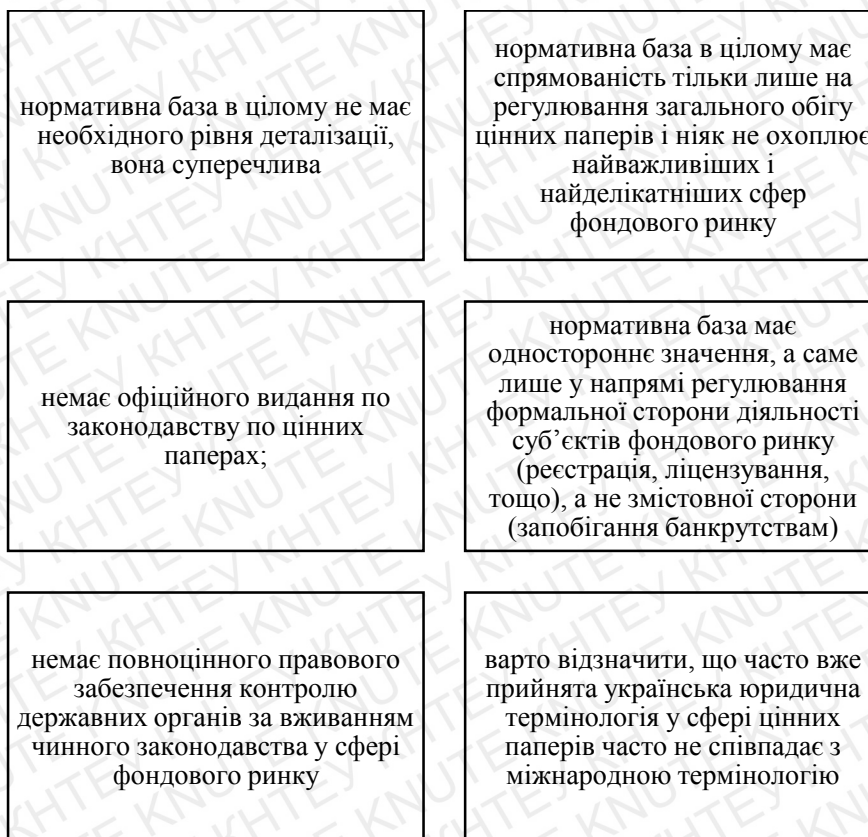 нормативна база в цілому не має
необхідного рівня деталізації,
вона суперечлива
нормативна база в цілому має
спрямованість тільки лише на
регулювання загального обігу
цінних паперів і ніяк не охоплює
найважливіших і
найделікатніших сфер
фондового ринку
немає офіційного видання по
законодавству по цінних
паперах;
нормативна база має
одностороннє значення, а саме
лише у напрямі регулювання
формальної сторони діяльності
суб’єктів фондового ринку
(реєстрація, ліцензування,
тощо), а не змістовної сторони
(запобігання банкрутствам)
немає повноцінного правового
забезпечення контролю
державних органів за вживанням
чинного законодавства у сфері
фондового ринку
варто відзначити, що часто вже
прийнята українська юридична
термінологія у сфері цінних
паперів часто не співпадає з
міжнародною термінологію